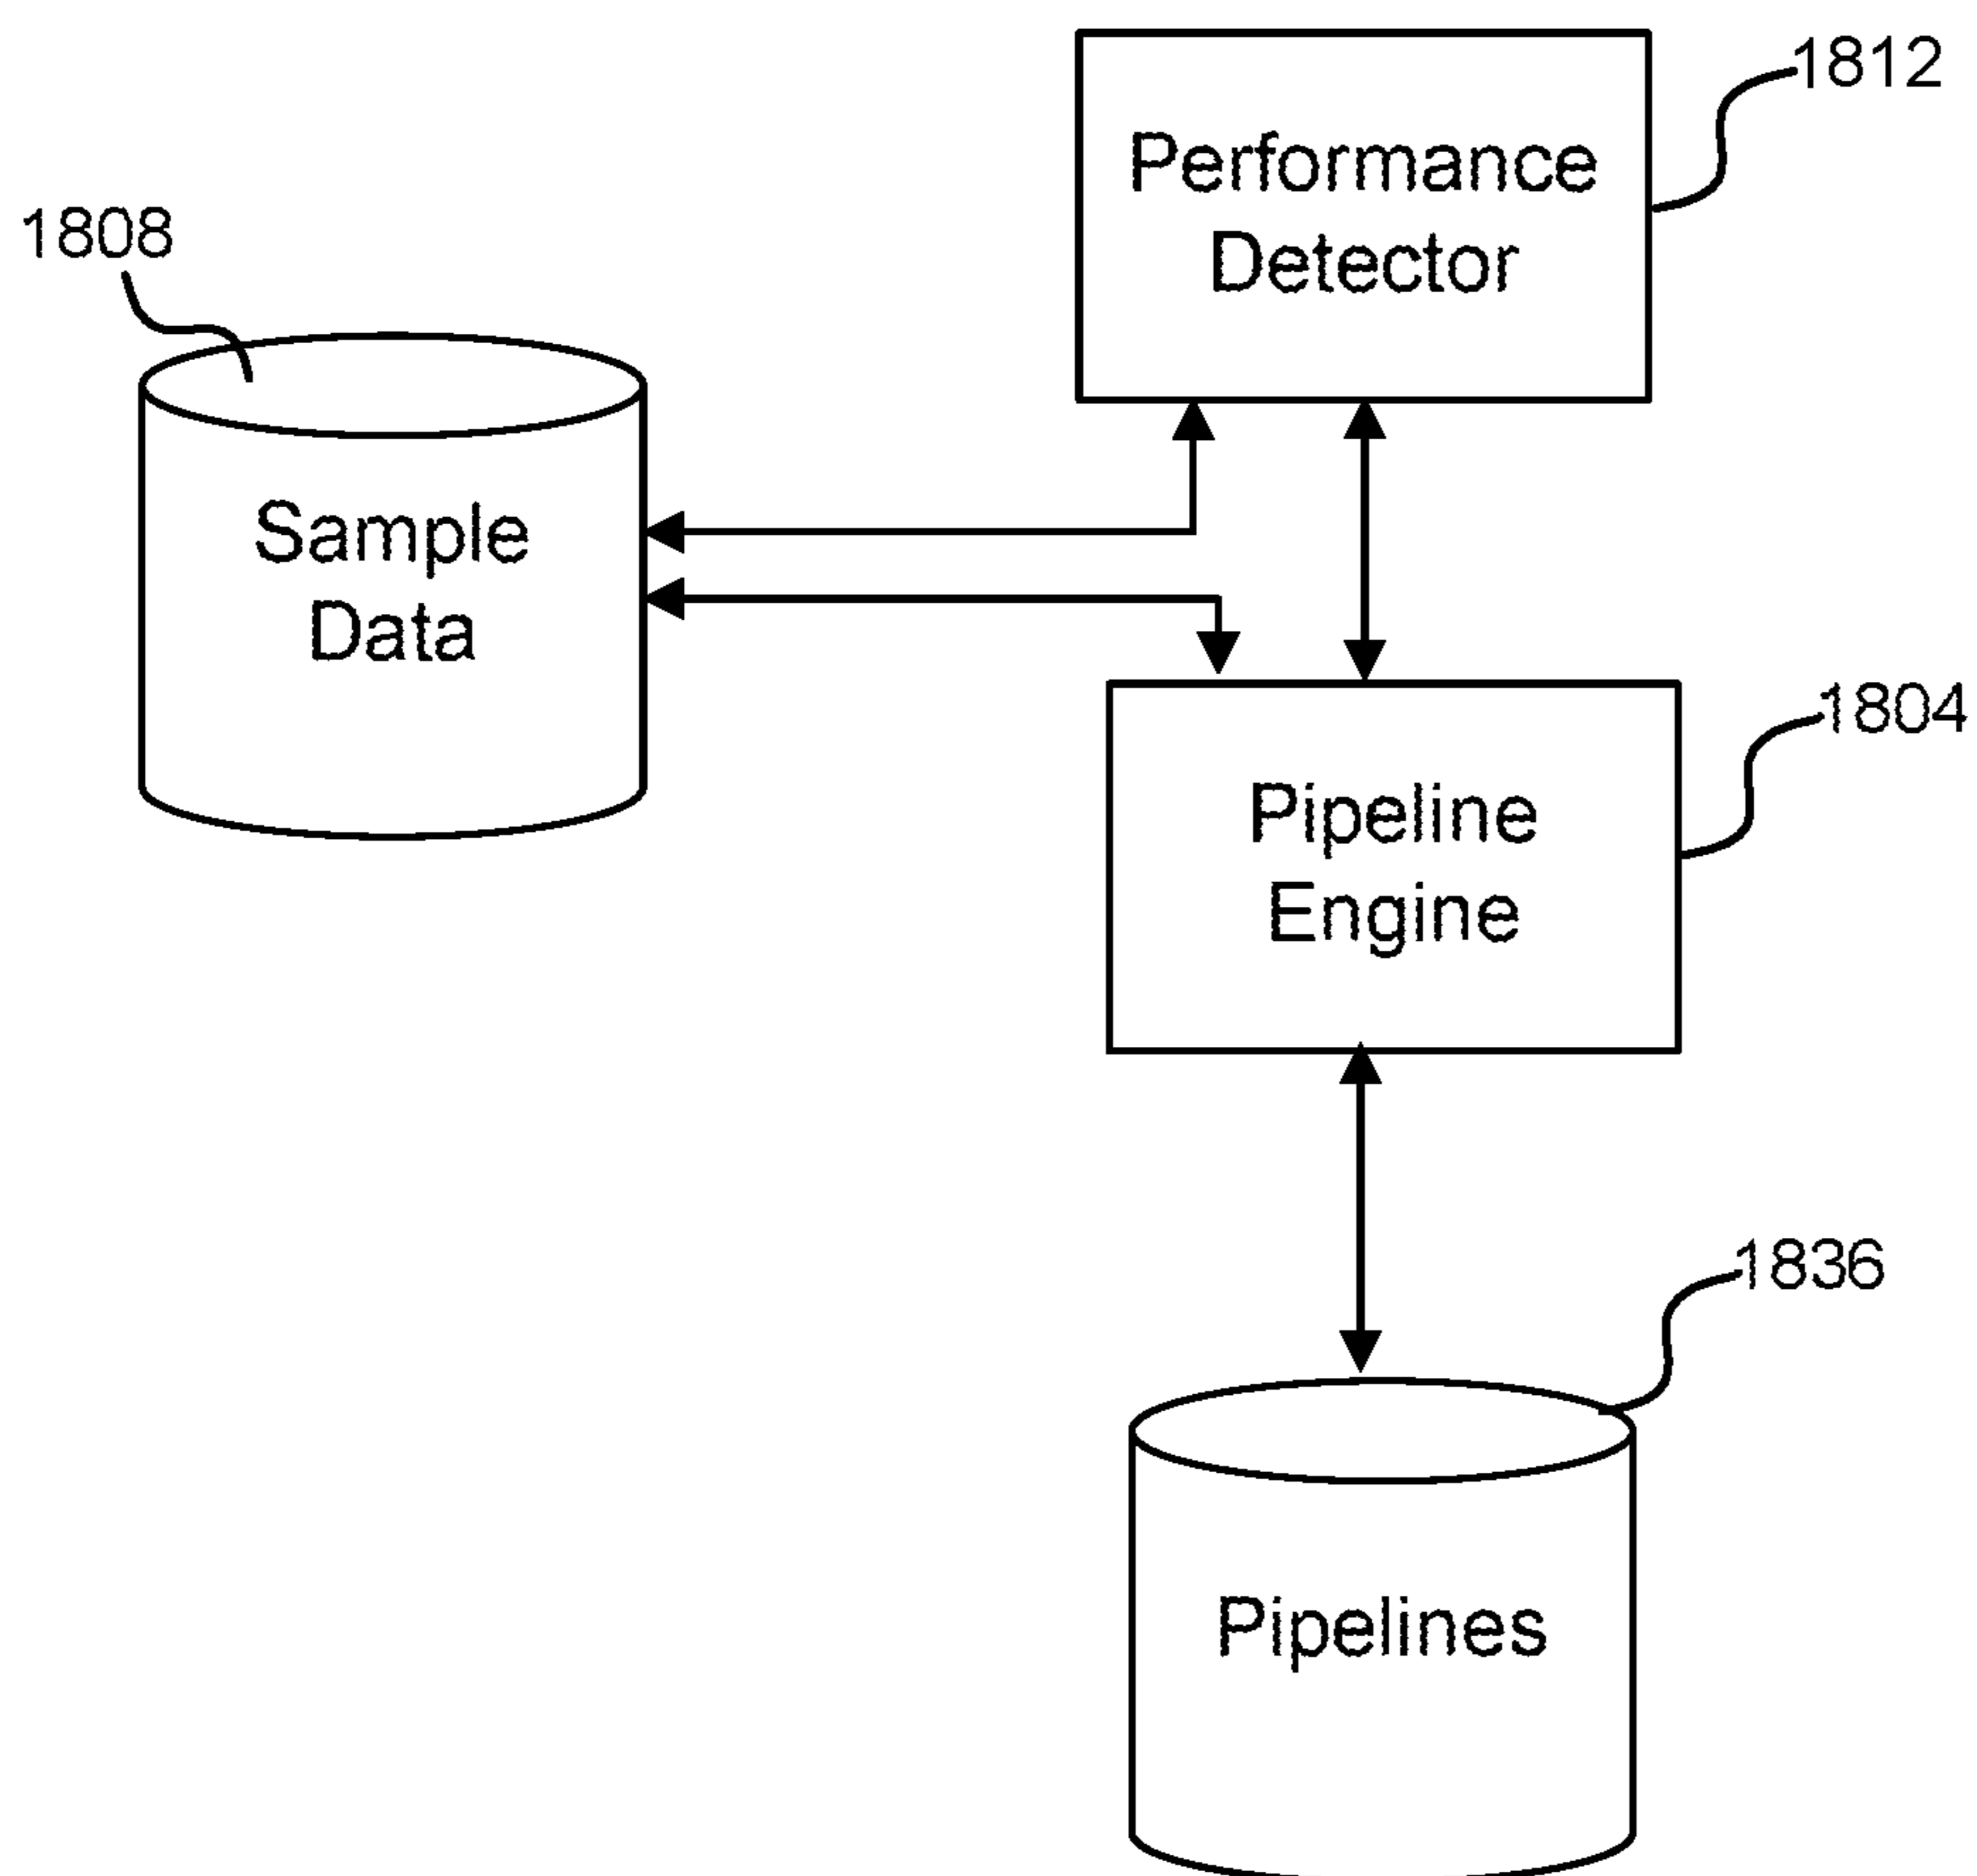 1812
Performance
Detector
1808
Sample
Data
1804
Pipeline
Engine
1836
Pipelines